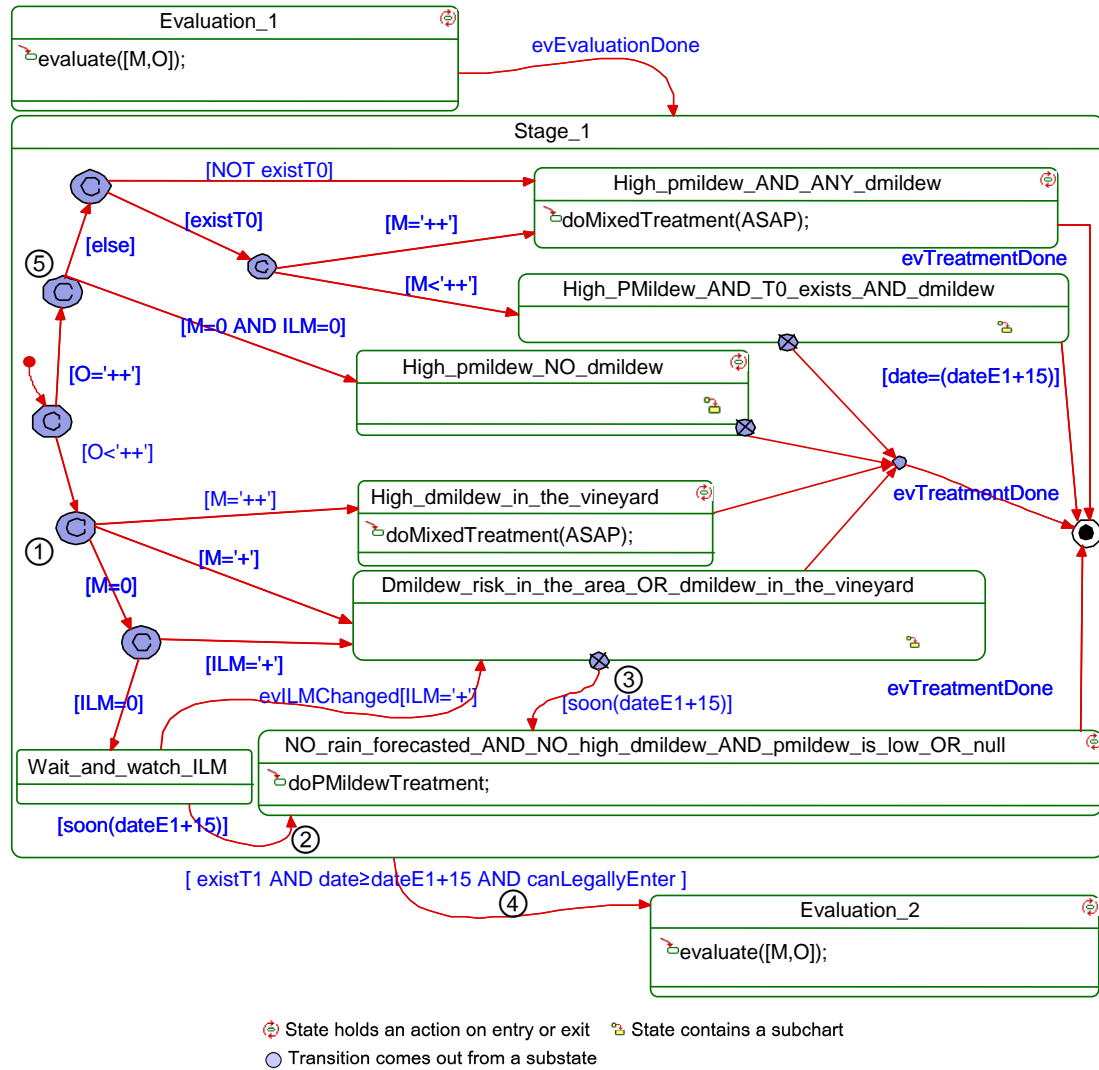 Evaluation_1
evaluate([M,O]);
evEvaluationDone
Stage_1
[NOT existT0]
High_pmildew_AND_ANY_dmildew
doMixedTreatment(ASAP);
[existT0]
[M='++']
[else]
5
evTreatmentDone
[M<'++']
High_PMildew_AND_T0_exists_AND_dmildew
[M=0 AND ILM=0]
High_pmildew_NO_dmildew
[O='++']
[date=(dateE1+15)]
[O<'++']
[M='++']
High_dmildew_in_the_vineyard
doMixedTreatment(ASAP);
evTreatmentDone
1
[M='+']
[M=0]
Dmildew_risk_in_the_area_OR_dmildew_in_the_vineyard
[ILM='+']
3
[ILM=0]
evILMChanged[ILM='+']
[soon(dateE1+15)]
evTreatmentDone
Wait_and_watch_ILM
NO_rain_forecasted_AND_NO_high_dmildew_AND_pmildew_is_low_OR_null
doPMildewTreatment;
[soon(dateE1+15)]
2
[ existT1 AND date≥dateE1+15 AND canLegallyEnter ]
4
Evaluation_2
evaluate([M,O]);
State holds an action on entry or exit
State contains a subchart
Transition comes out from a substate